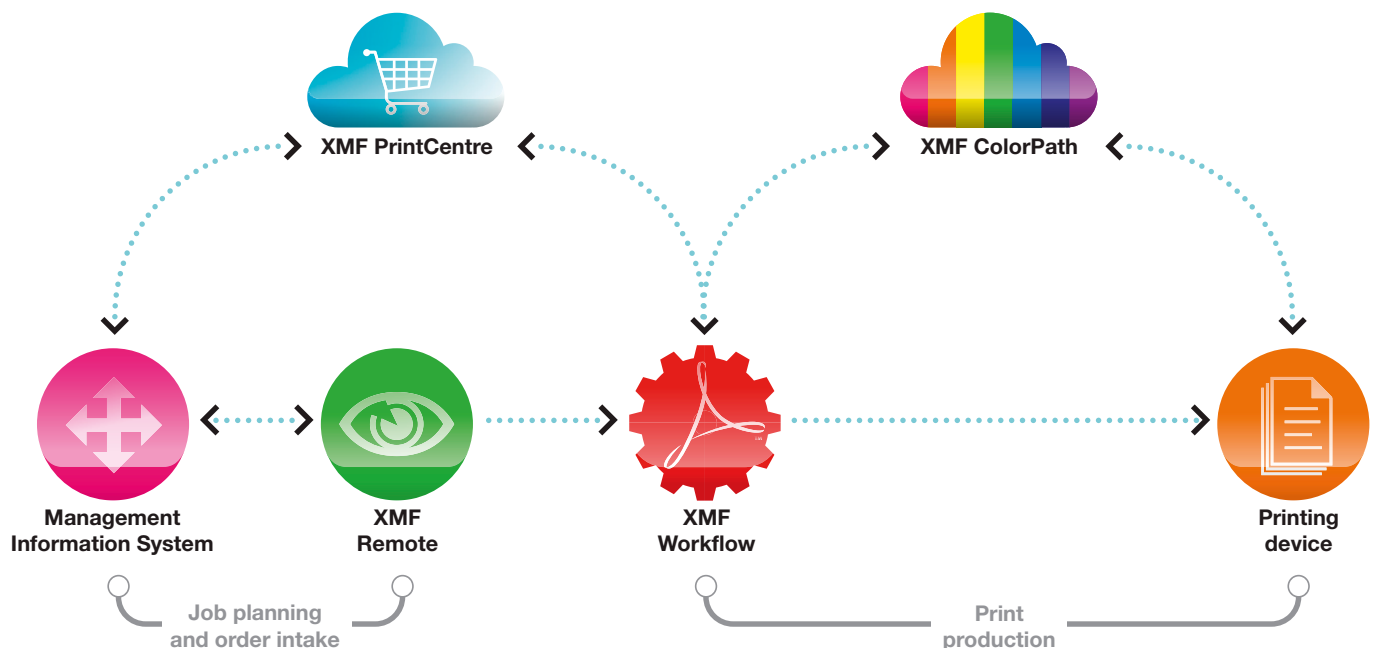 XMF PrintCentre
XMF ColorPath
Management
Information System
XMF
Remote
XMF
Workflow
Printing
device
Job planning
and order intake
Print
production